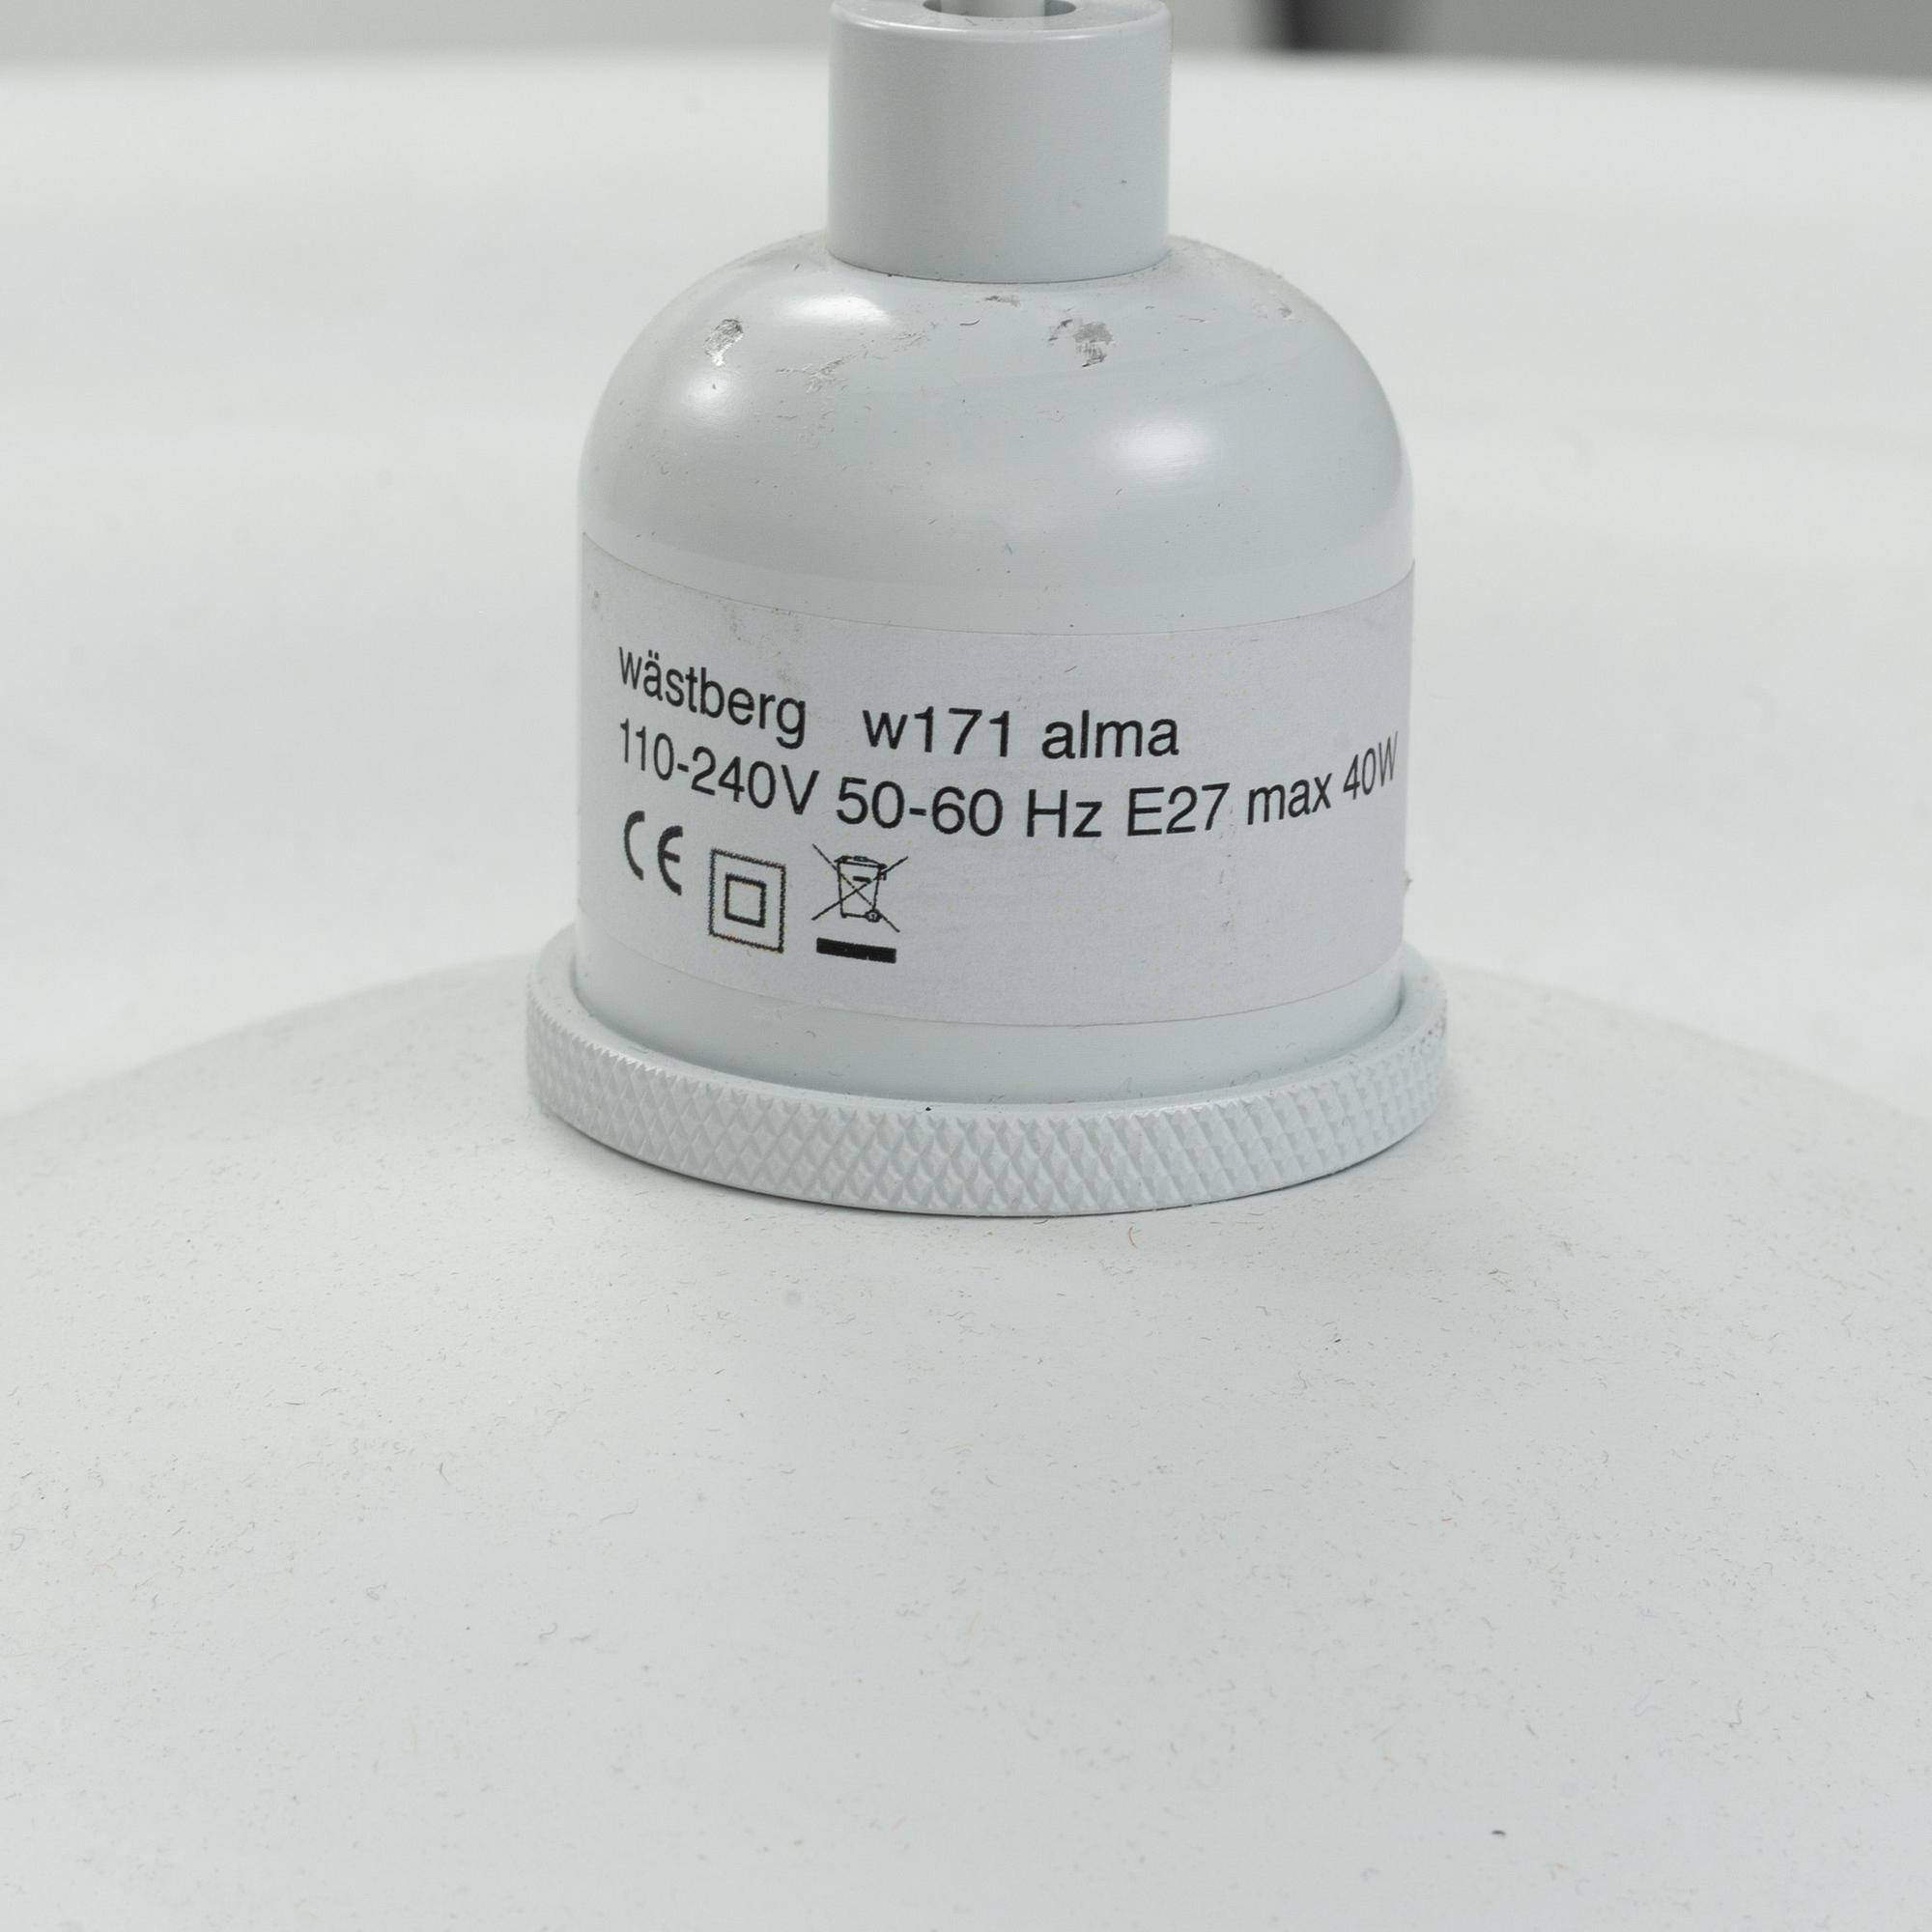 wästberg w171 alma
110-240V 50-60 Hz E27 max 40W
CE